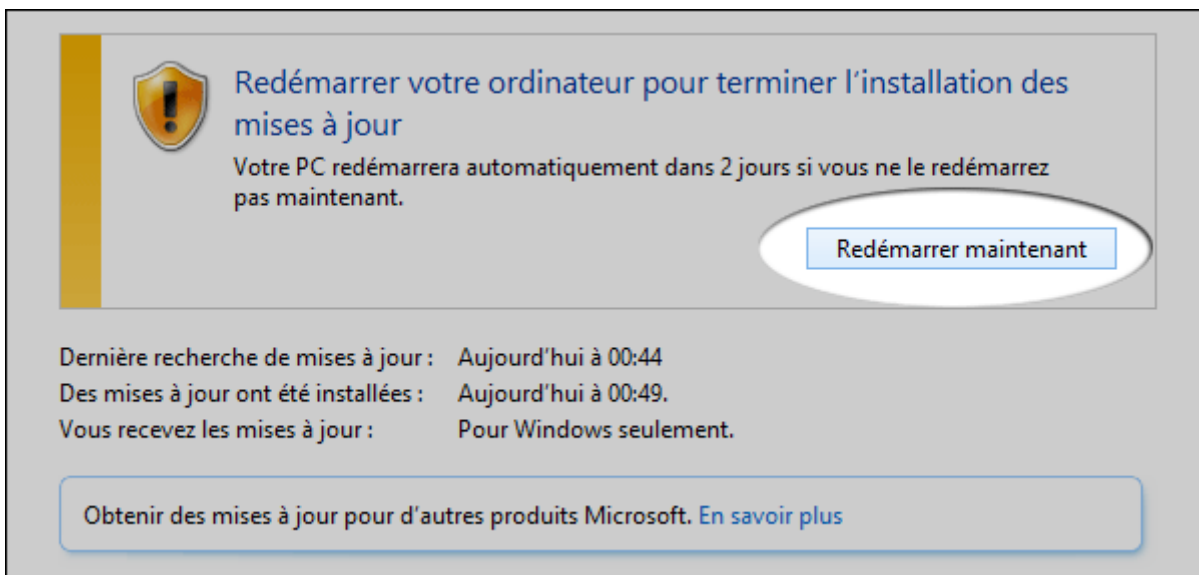 Redémarrer votre ordinateur pour terminer l'installation des
mises à jour
Votre PC redémarrera automatiquement dans 2 jours si vous ne le redémarrez
pas maintenant.
Redémarrer maintenant
Dernière recherche de mises à jour : Aujourd'hui à 00:44
Des mises à jour ont été installées : Aujourd'hui à 00:49.
Vous recevez les mises à jour : Pour Windows seulement.
Obtenir des mises à jour pour d'autres produits Microsoft. En savoir plus